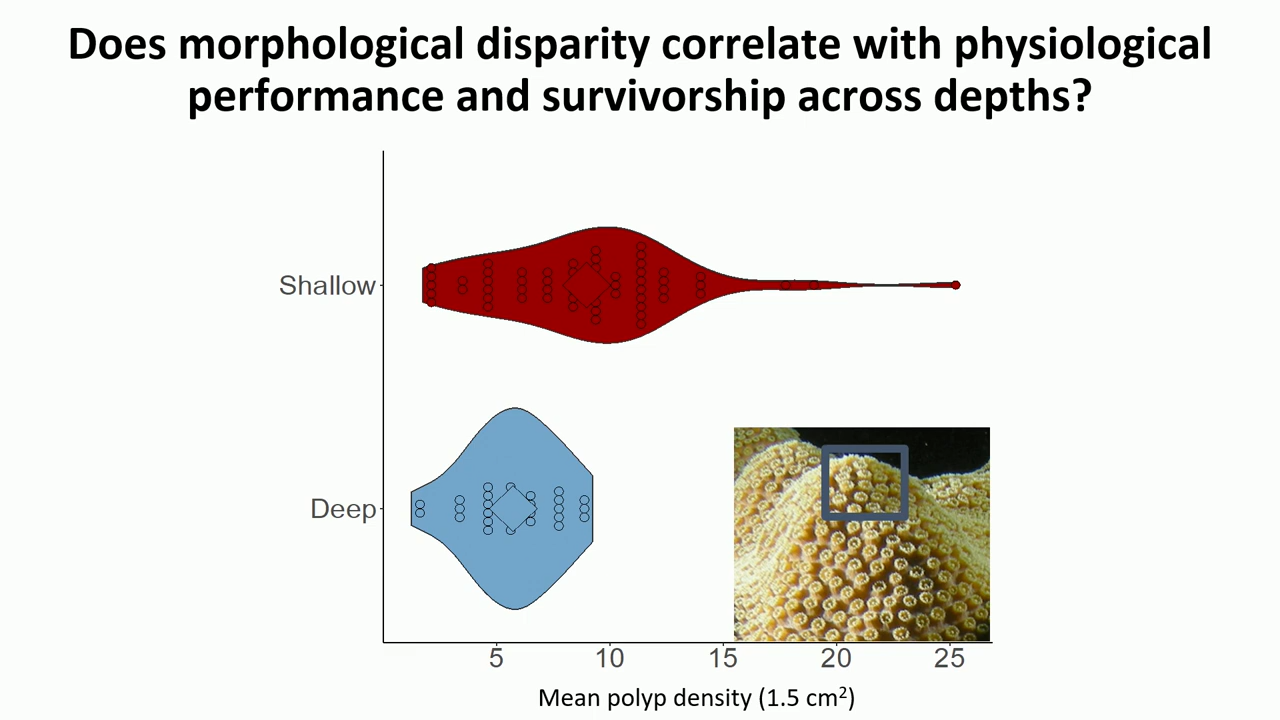 Does morphological disparity correlate with physiological
performance and survivorship across depths?
Shallow
Deep
5 10 15 20 25
Mean polyp density (1.5 cm²)